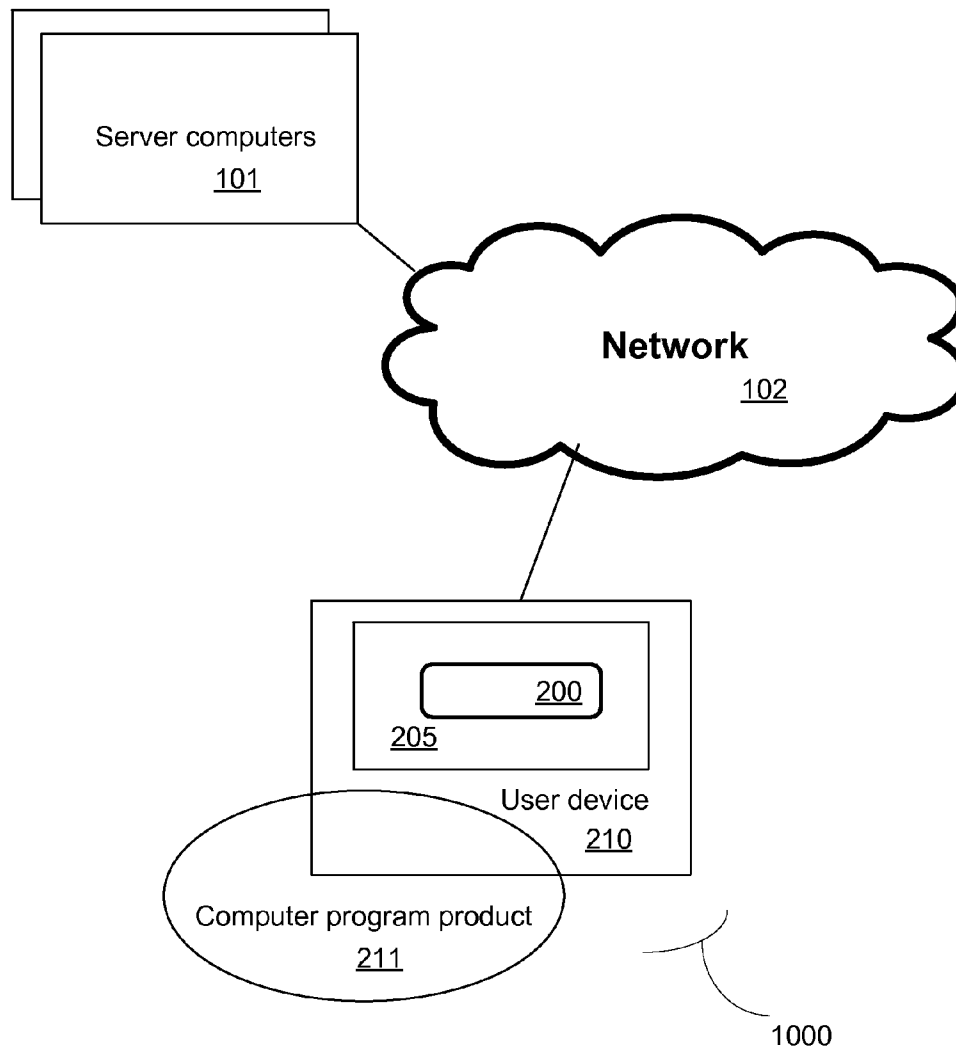 Server computers
101
Network
102
200
205
User device
210
Computer program product
211
1000